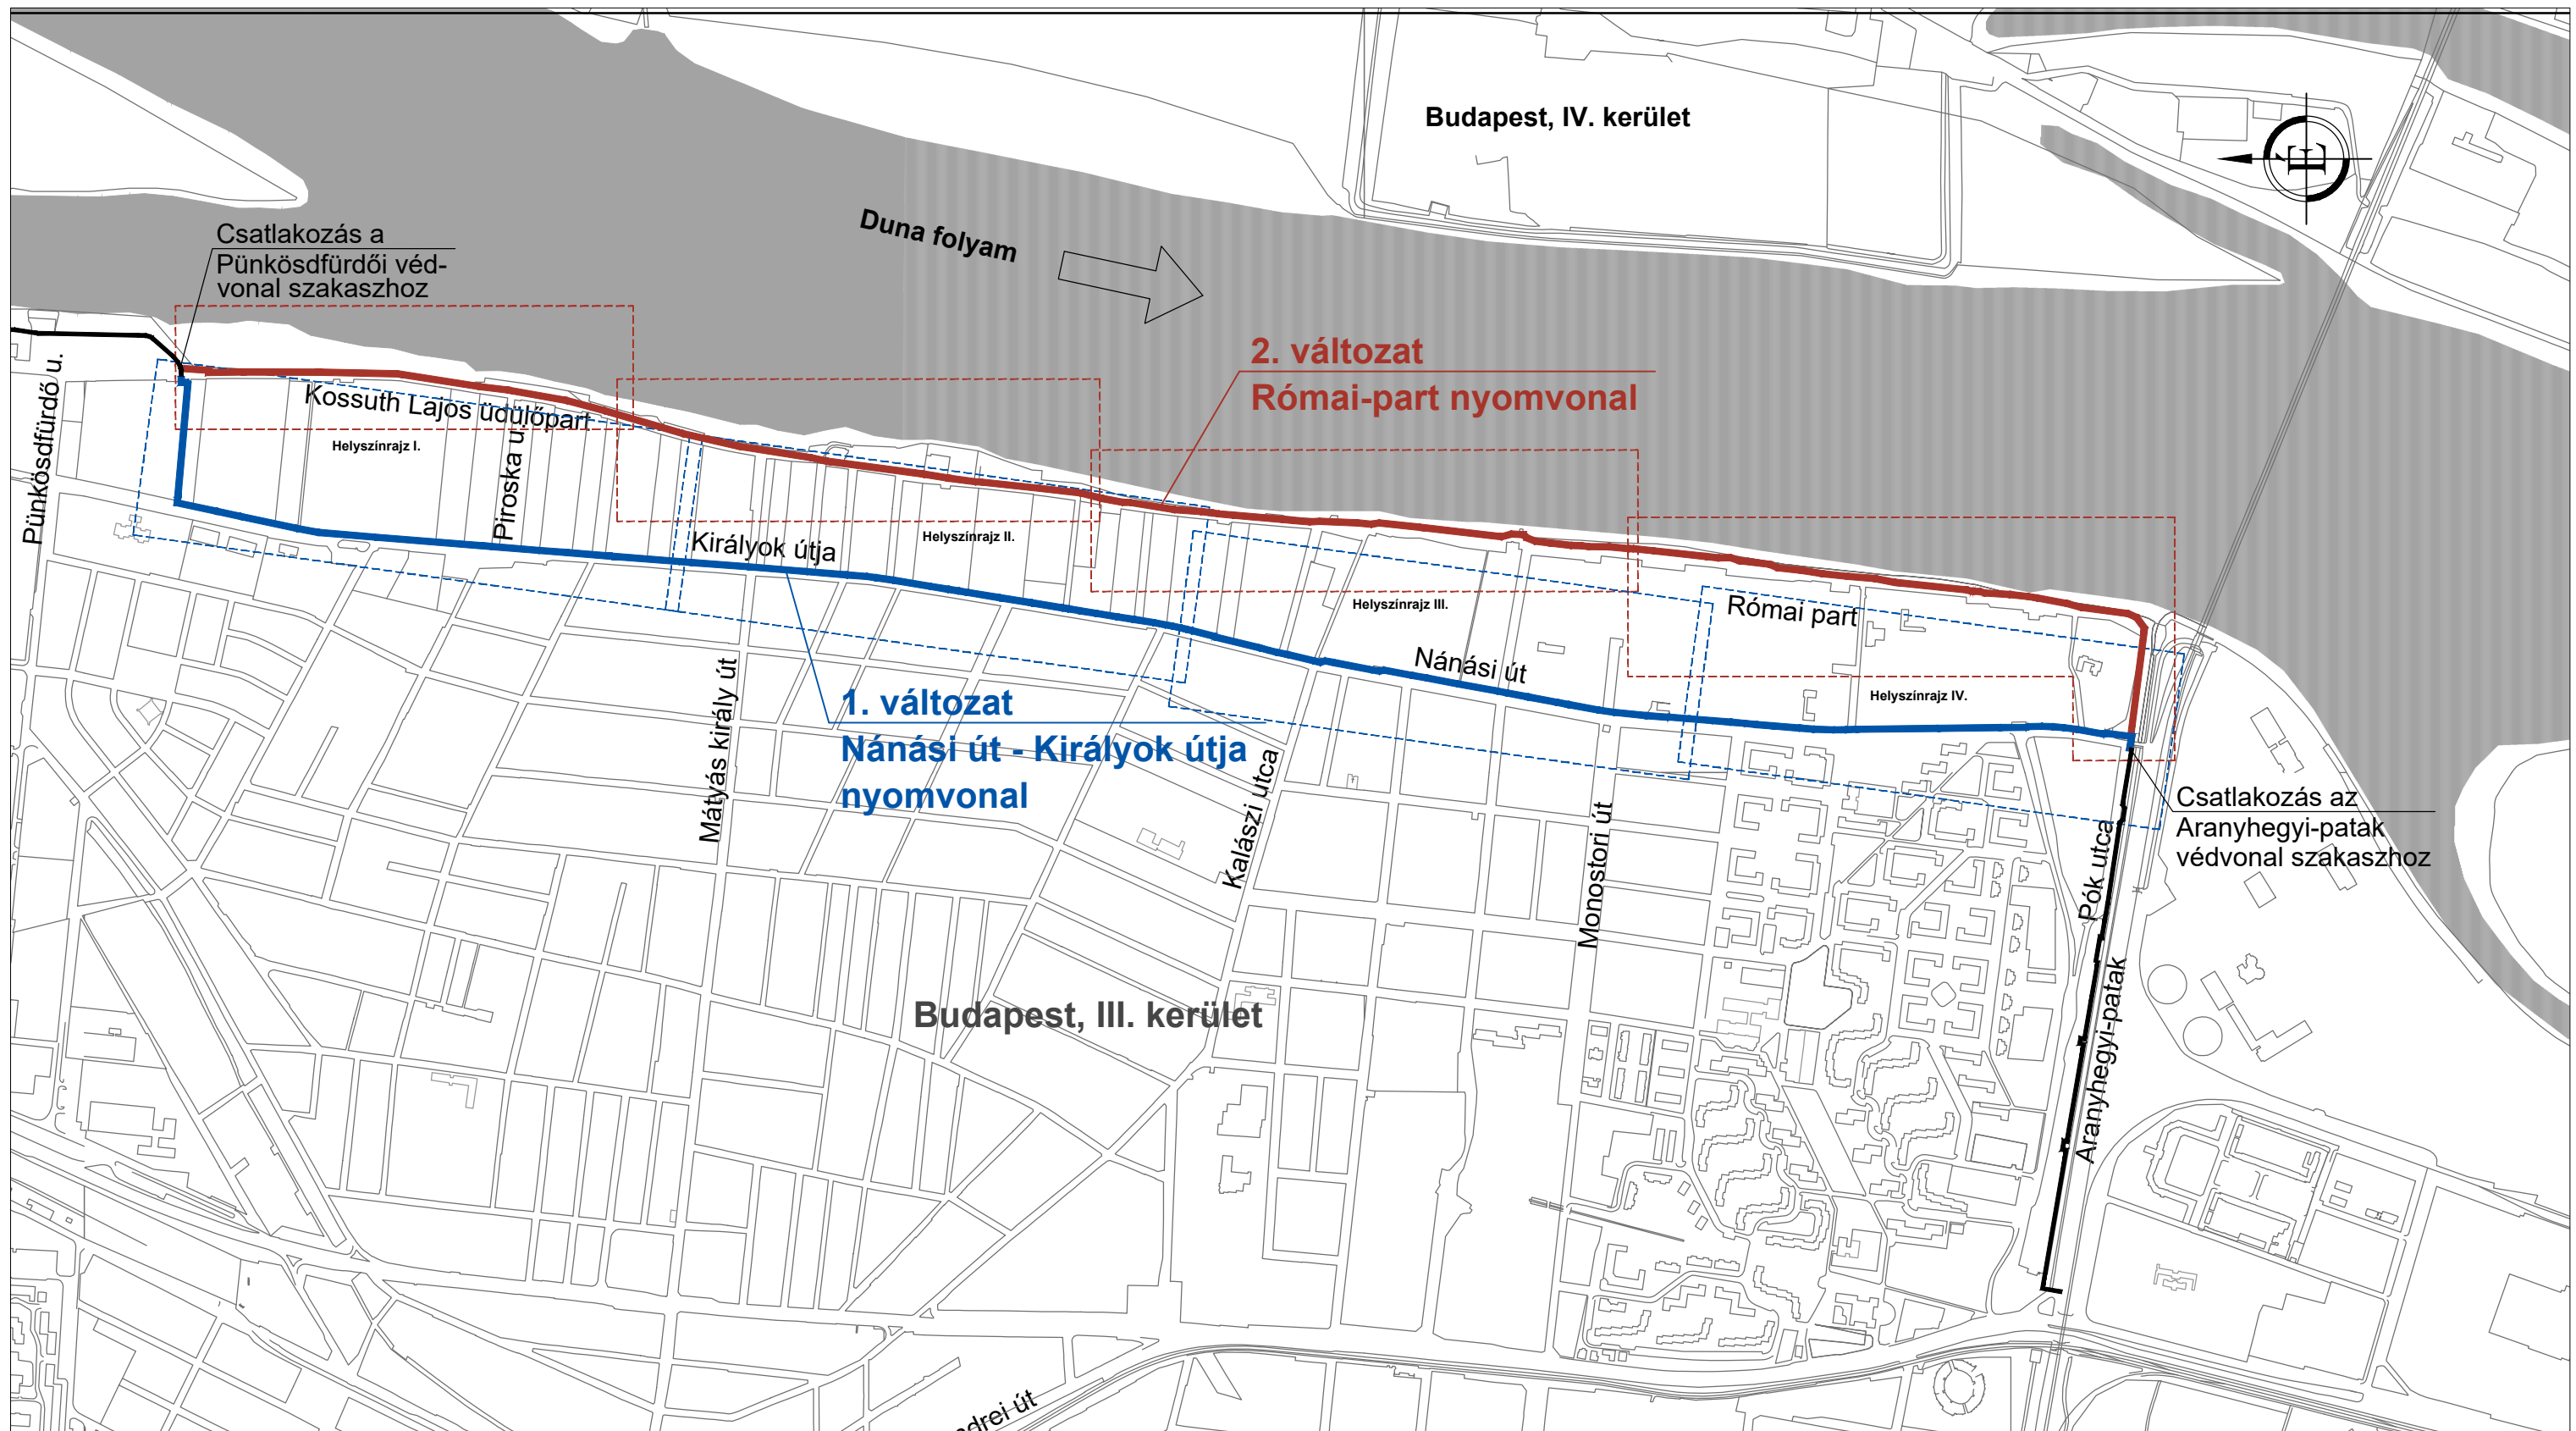 Budapest, IV. kerület
É
Duna folyam
Csatlakozás a
Pünkösdfürdői véd-
vonal szakaszhoz
2. változat
Római-part nyomvonal
Pünkösdfürdő u.
Kossuth Lajos üdülőpart
Helyszínrajz I.
Piroska u.
Királyok útja
Helyszínrajz II.
Helyszínrajz III.
Római part
Nánási út
Helyszínrajz IV.
Mátyás király út
1. változat
Nánási út - Királyok útja
nyomvonal
Kalászi utca
Monostori út
Csatlakozás az
Aranyhegyi-patak
védvonal szakaszhoz
Pók utca
Aranyhegyi-patak
Budapest, III. kerület
drei út